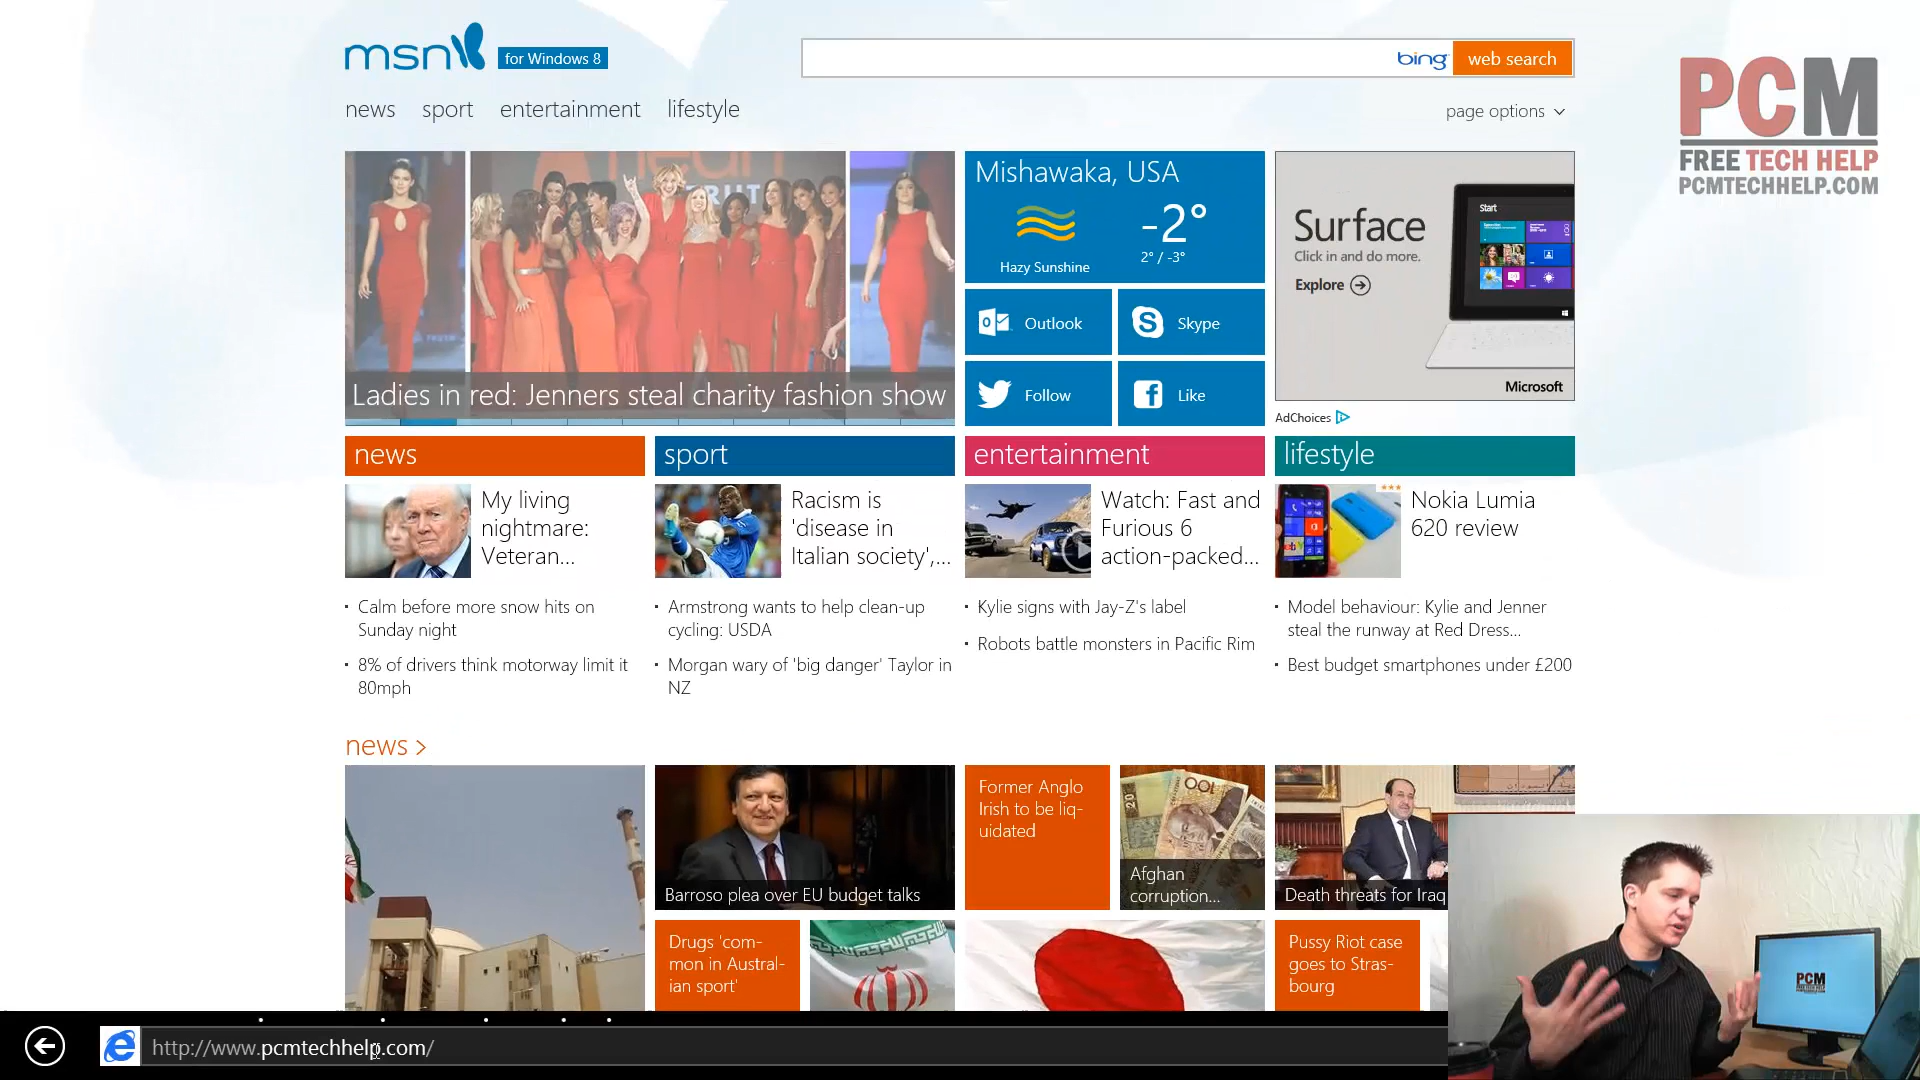 msn
for Windows 8
bing
web search
news
sport
entertainment
lifestyle
page options
PCM
FREE TECH HELP
PCMTECHHELP.COM
Ladies in red: Jenners steal charity fashion show
Mishawaka, USA
-2°
2° / -3°
Hazy Sunshine
Outlook
Skype
Follow
Like
Surface
Click in and do more.
Explore
Start
Microsoft
AdChoices
news
My living
nightmare:
Veteran...
Calm before more snow hits on
Sunday night
8% of drivers think motorway limit it
80mph
sport
Racism is
'disease in
Italian society',...
Armstrong wants to help clean-up
cycling: USDA
Morgan wary of 'big danger' Taylor in
NZ
entertainment
Watch: Fast and
Furious 6
action-packed...
Kylie signs with Jay-Z's label
Robots battle monsters in Pacific Rim
lifestyle
Nokia Lumia
620 review
Model behaviour: Kylie and Jenner
steal the runway at Red Dress...
Best budget smartphones under £200
news >
Barroso plea over EU budget talks
Former Anglo
Irish to be liq-
uidated
Afghan
corruption...
Death threats for Iraq
Drugs 'com-
mon in Austral-
ian sport'
Pussy Riot case
goes to Stras-
bourg
PCM
http://www.pcmtechhelp.com/